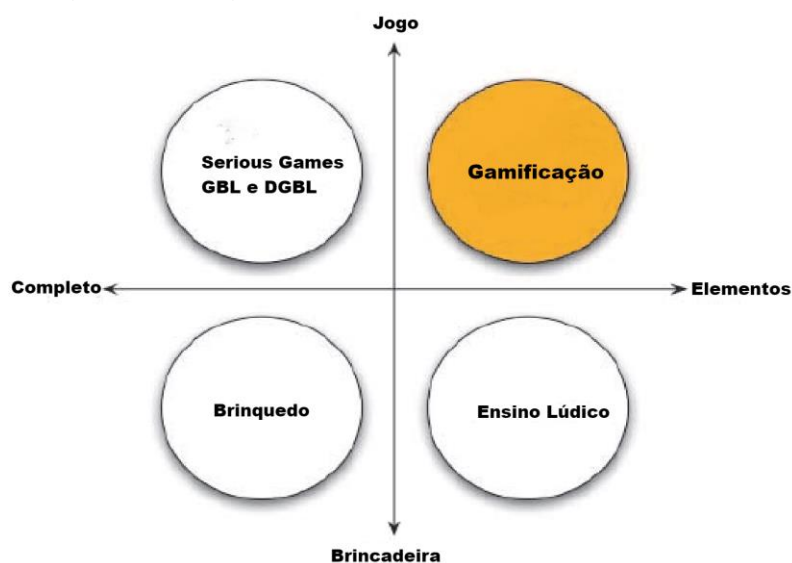 Jogo
Serious Games
GBL e DGBL
Gamificação
Completo
Elementos
Brinquedo
Ensino Lúdico
Brincadeira